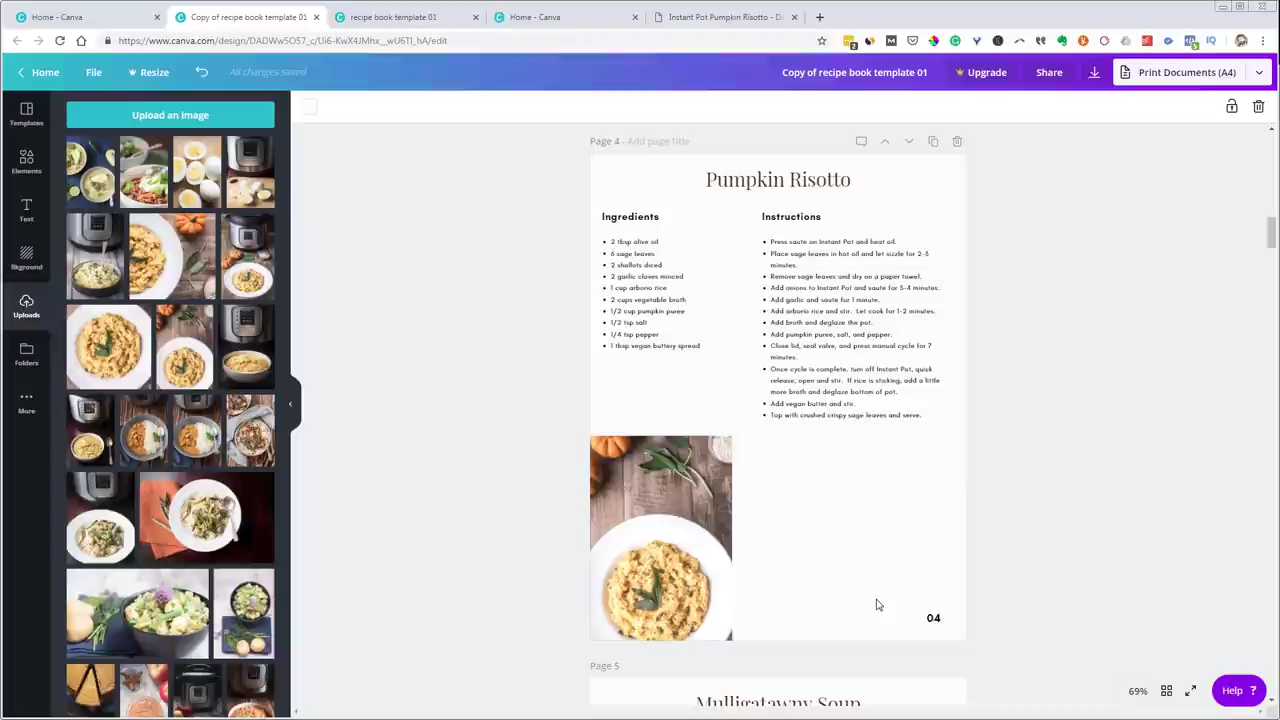 Home - Canva
Copy of recipe book template 01
recipe book template 01
Home - Canva
Instant Pot Pumpkin Risotto - D
https://www.canva.com/design/DADWw5O57_c/Ui6-KwX4JMhx__wU6Tl_hA/edit
Home
File
Resize
All changes saved
Copy of recipe book template 01
Upgrade
Share
Print Documents (A4)
Templates
Elements
Text
Bkground
Uploads
Folders
More
Upload an image
Page 4 - Add page title
Pumpkin Risotto
Ingredients
2 tbsp olive oil
6 sage leaves
2 shallots diced
2 garlic cloves minced
1 cup arborio rice
2 cups vegetable broth
1/2 cup pumpkin puree
1/2 tsp salt
1/4 tsp pepper
1 tbsp vegan buttery spread
Instructions
Press saute on Instant Pot and heat oil.
Place sage leaves in hot oil and let sizzle for 2-3
minutes.
Remove sage leaves and dry on a paper towel.
Add onions to Instant Pot and saute for 3-4 minutes.
Add garlic and saute for 1 minute.
Add arborio rice and stir. Let cook for 1-2 minutes.
Add broth and deglaze the pot.
Add pumpkin puree, salt, and pepper.
Close lid, seal valve, and press manual cycle for 7
minutes.
Once cycle is complete, turn off Instant Pot, quick
release, open and stir. If rice is sticking, add a little
more broth and deglaze bottom of pot.
Add vegan butter and stir.
Top with crushed crispy sage leaves and serve.
04
Page 5
Mulligatawny Soup
69%
Help ?